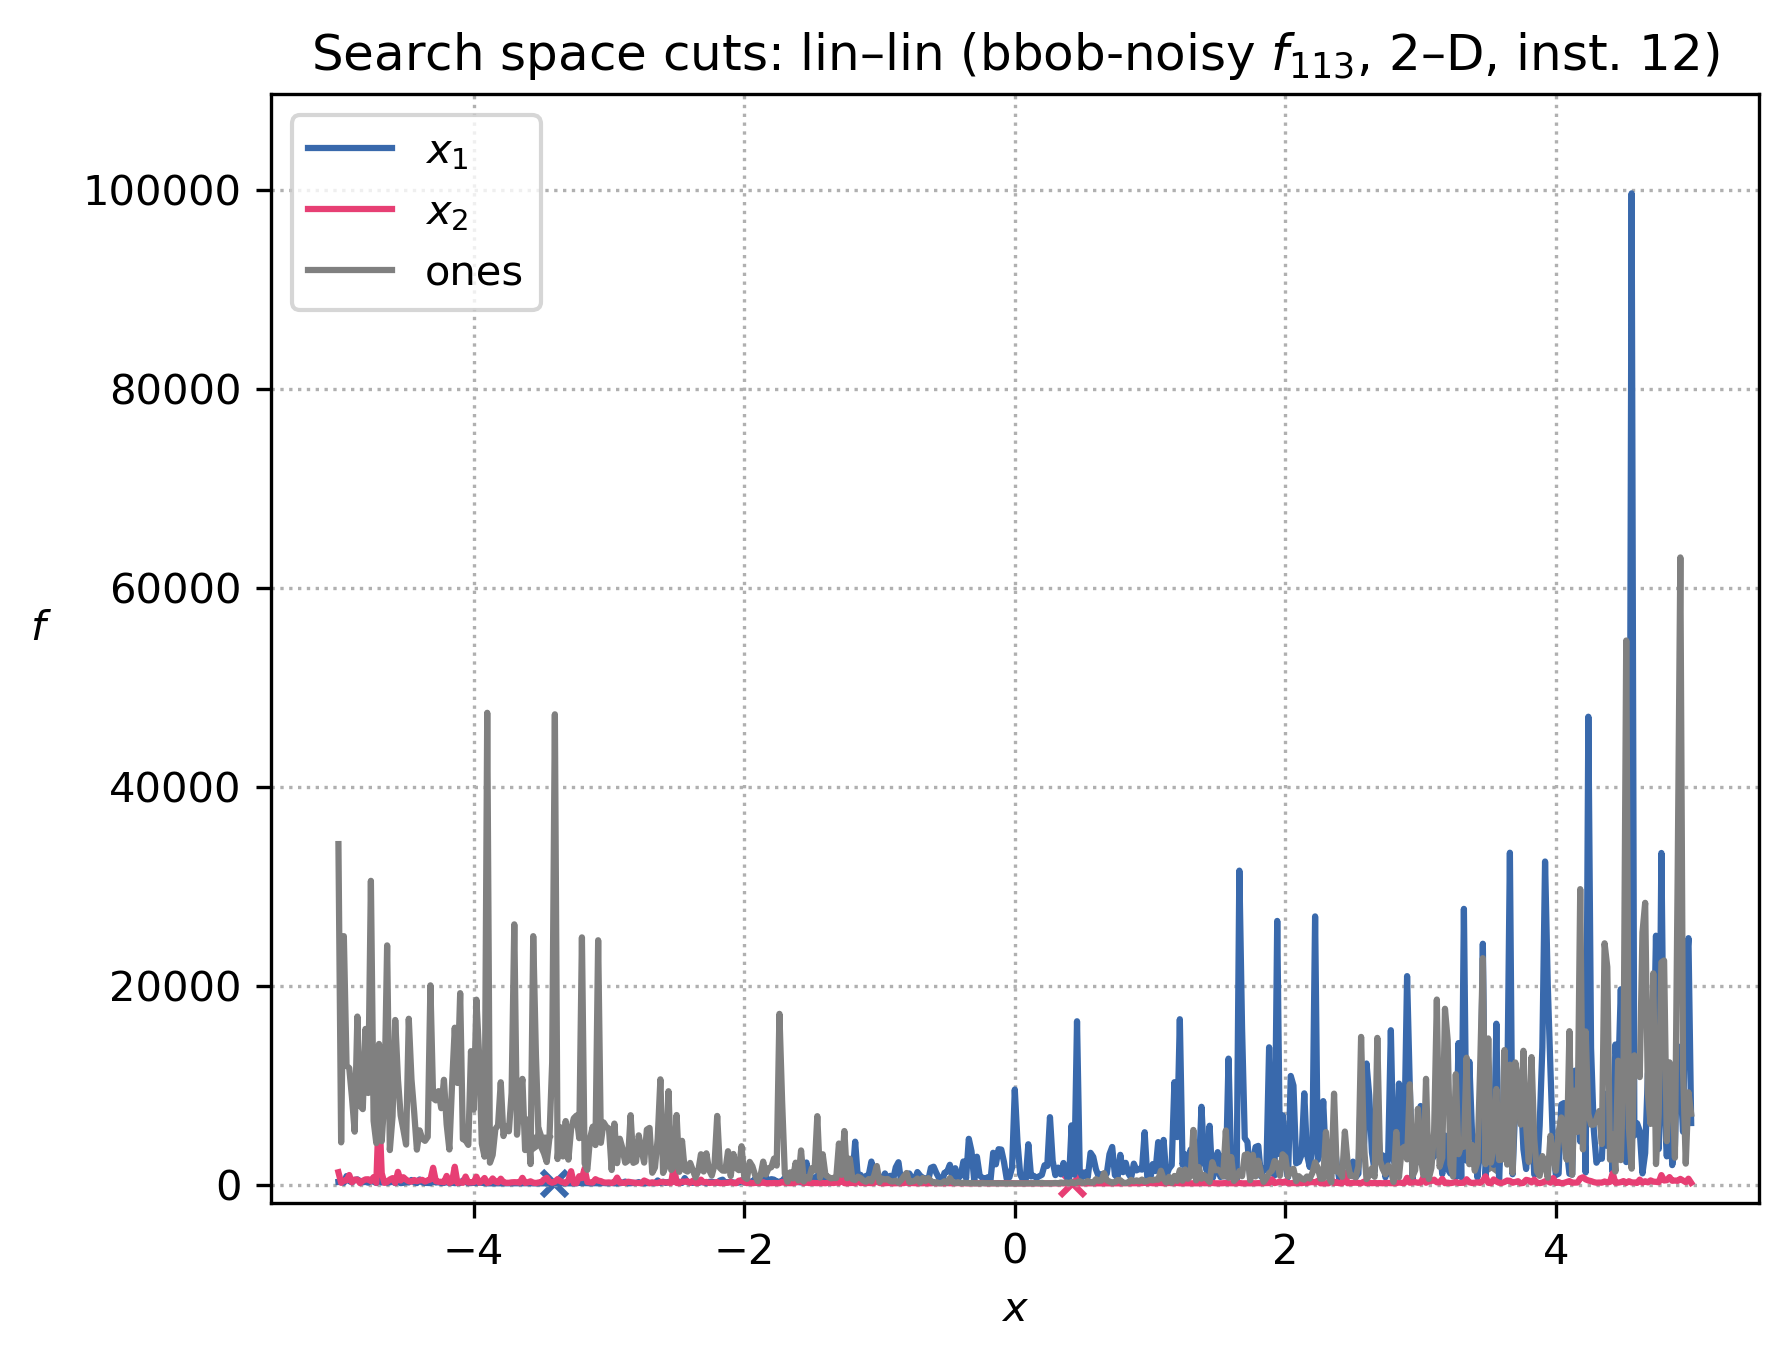 Search space cuts: lin–lin (bbob-noisy f₁₁₃, 2–D, inst. 12)
x₁
x₂
ones
100000
80000
60000
40000
20000
0
f
−4 −2 0 2 4
x